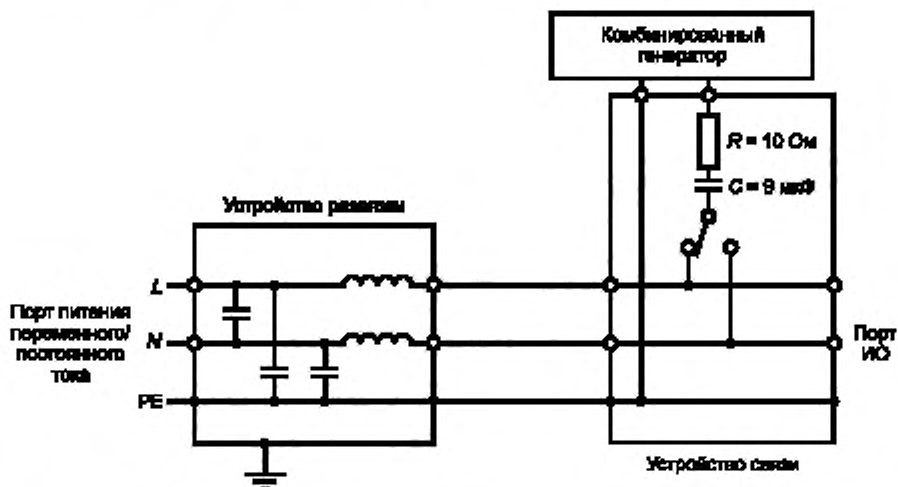 Комбинированный
генератор
R = 10 Ом
C = 9 мкФ
Устройство развязки
L
N
PE
Порт питания
переменного/
постоянного
тока
Порт
ИО
Устройство связи